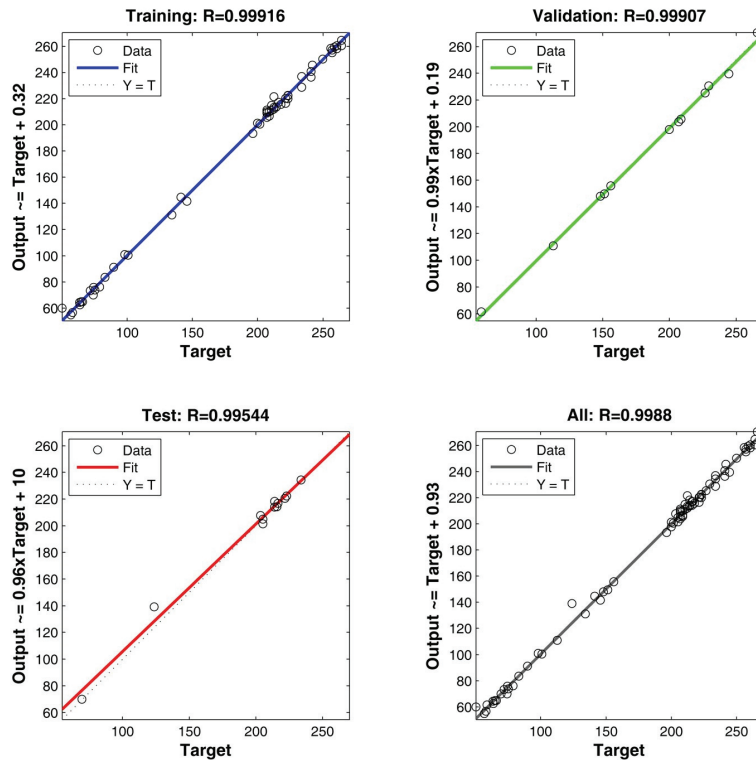 Training: R=0.99916
Output ~= Target + 0.32
260
240
220
200
180
160
140
120
100
80
60
Data
Fit
Y = T
100
150
200
250
Target
Validation: R=0.99907
Output ~= 0.99xTarget + 0.19
260
240
220
200
180
160
140
120
100
80
60
Data
Fit
Y = T
100
150
200
250
Target
Test: R=0.99544
Output ~= 0.96xTarget + 10
260
240
220
200
180
160
140
120
100
80
60
Data
Fit
Y = T
100
150
200
250
Target
All: R=0.9988
Output ~= Target + 0.93
260
240
220
200
180
160
140
120
100
80
60
Data
Fit
Y = T
100
150
200
250
Target